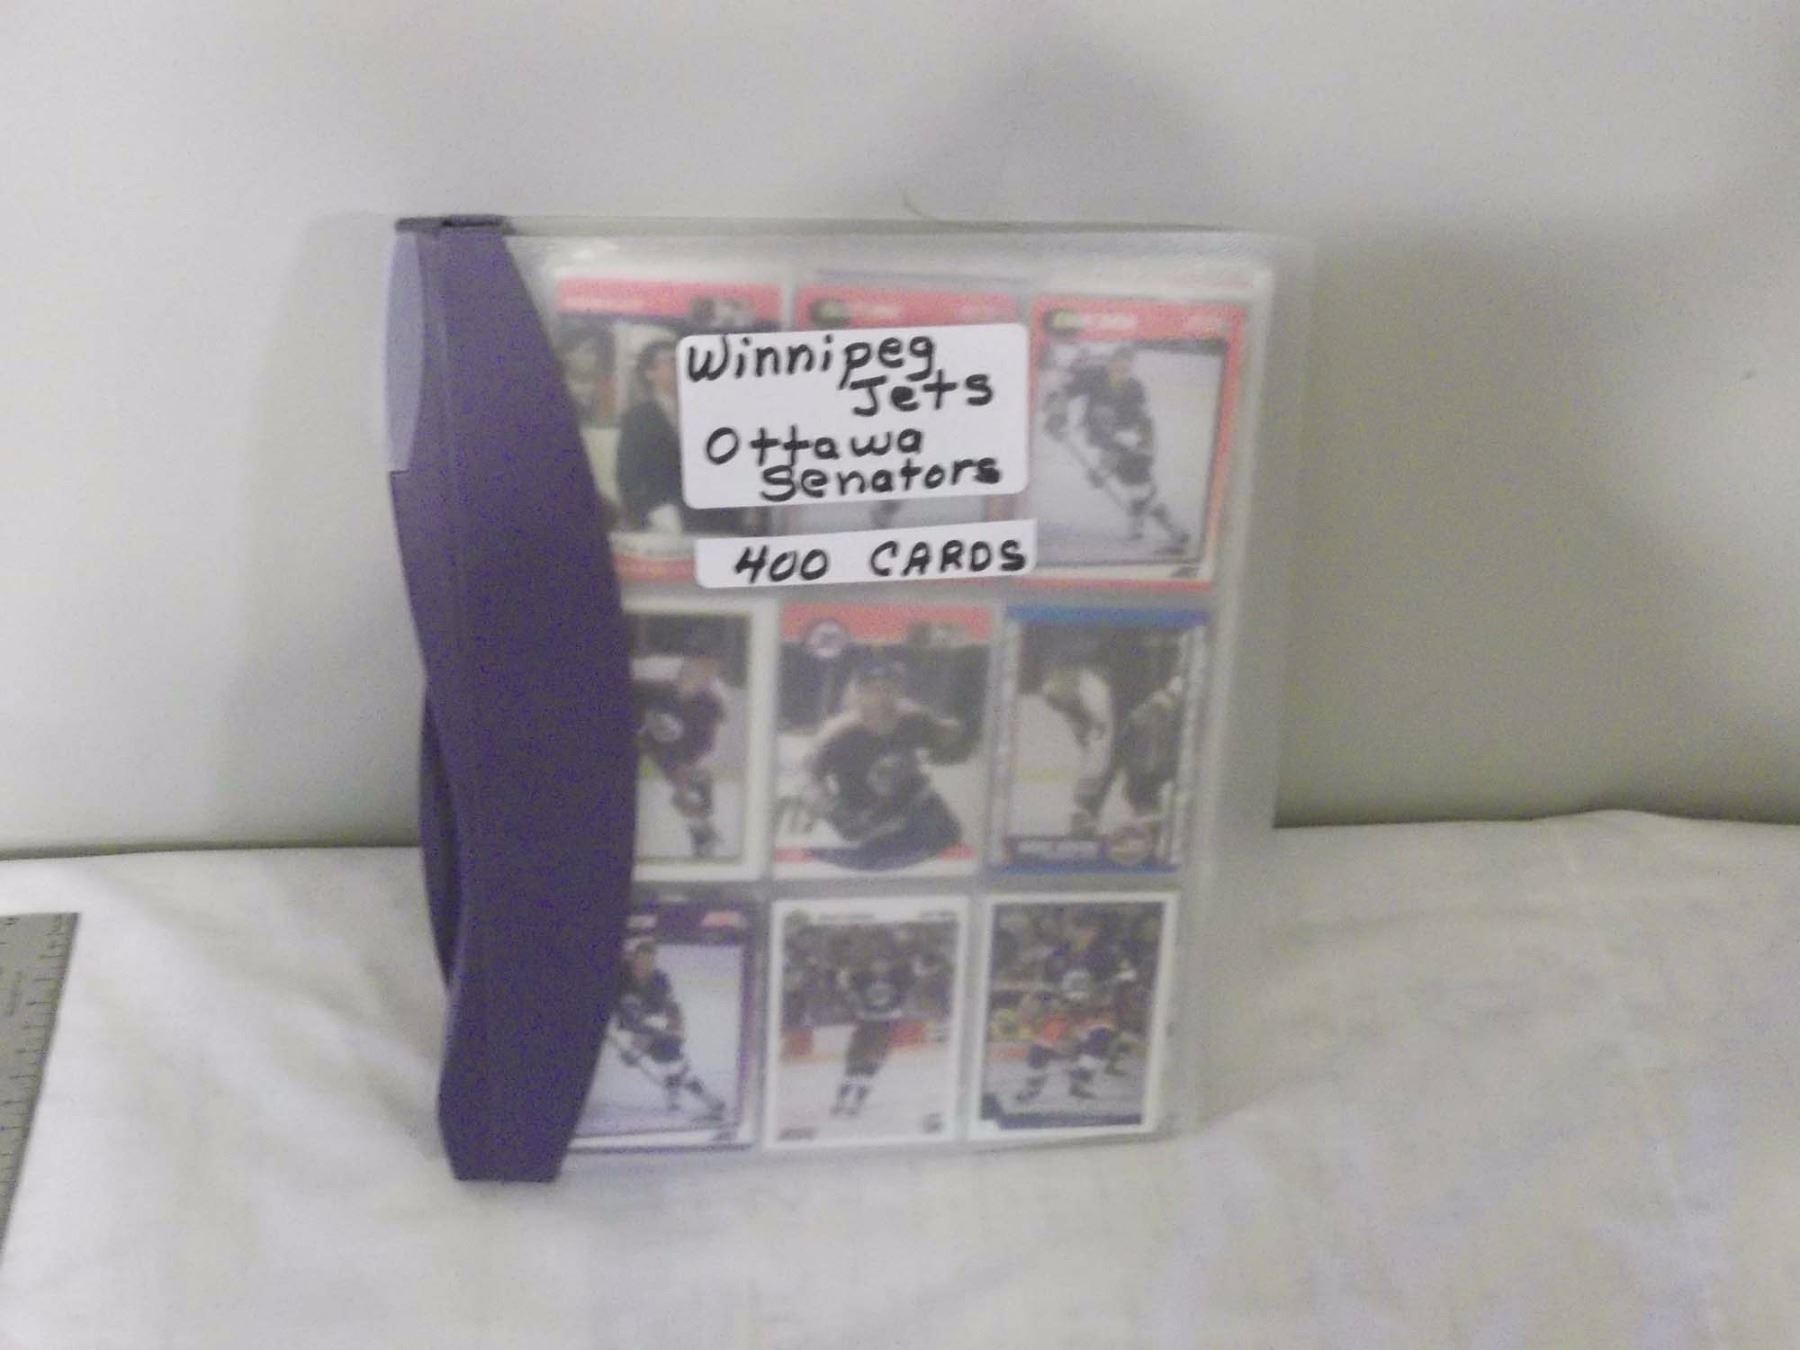 Winnipeg
Jets
Ottawa
Senators
400 CARDS